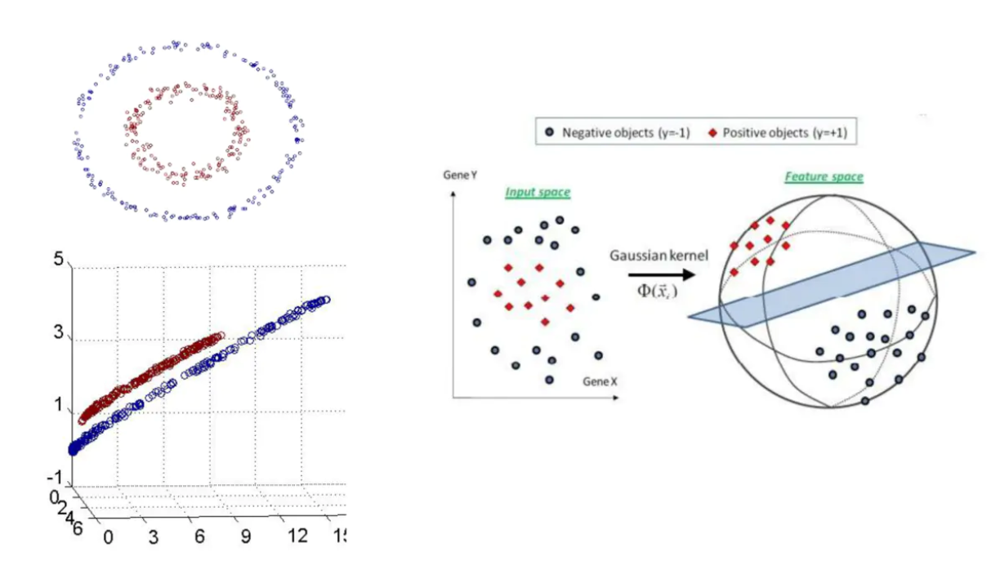 5
3
1
-1
0
2
4
6
0 3 6 9 12
Negative objects (y=-1) Positive objects (y=+1)
Gene Y
Input space
Gene X
Gaussian kernel
Φ(x⃗ᵢ)
Feature space